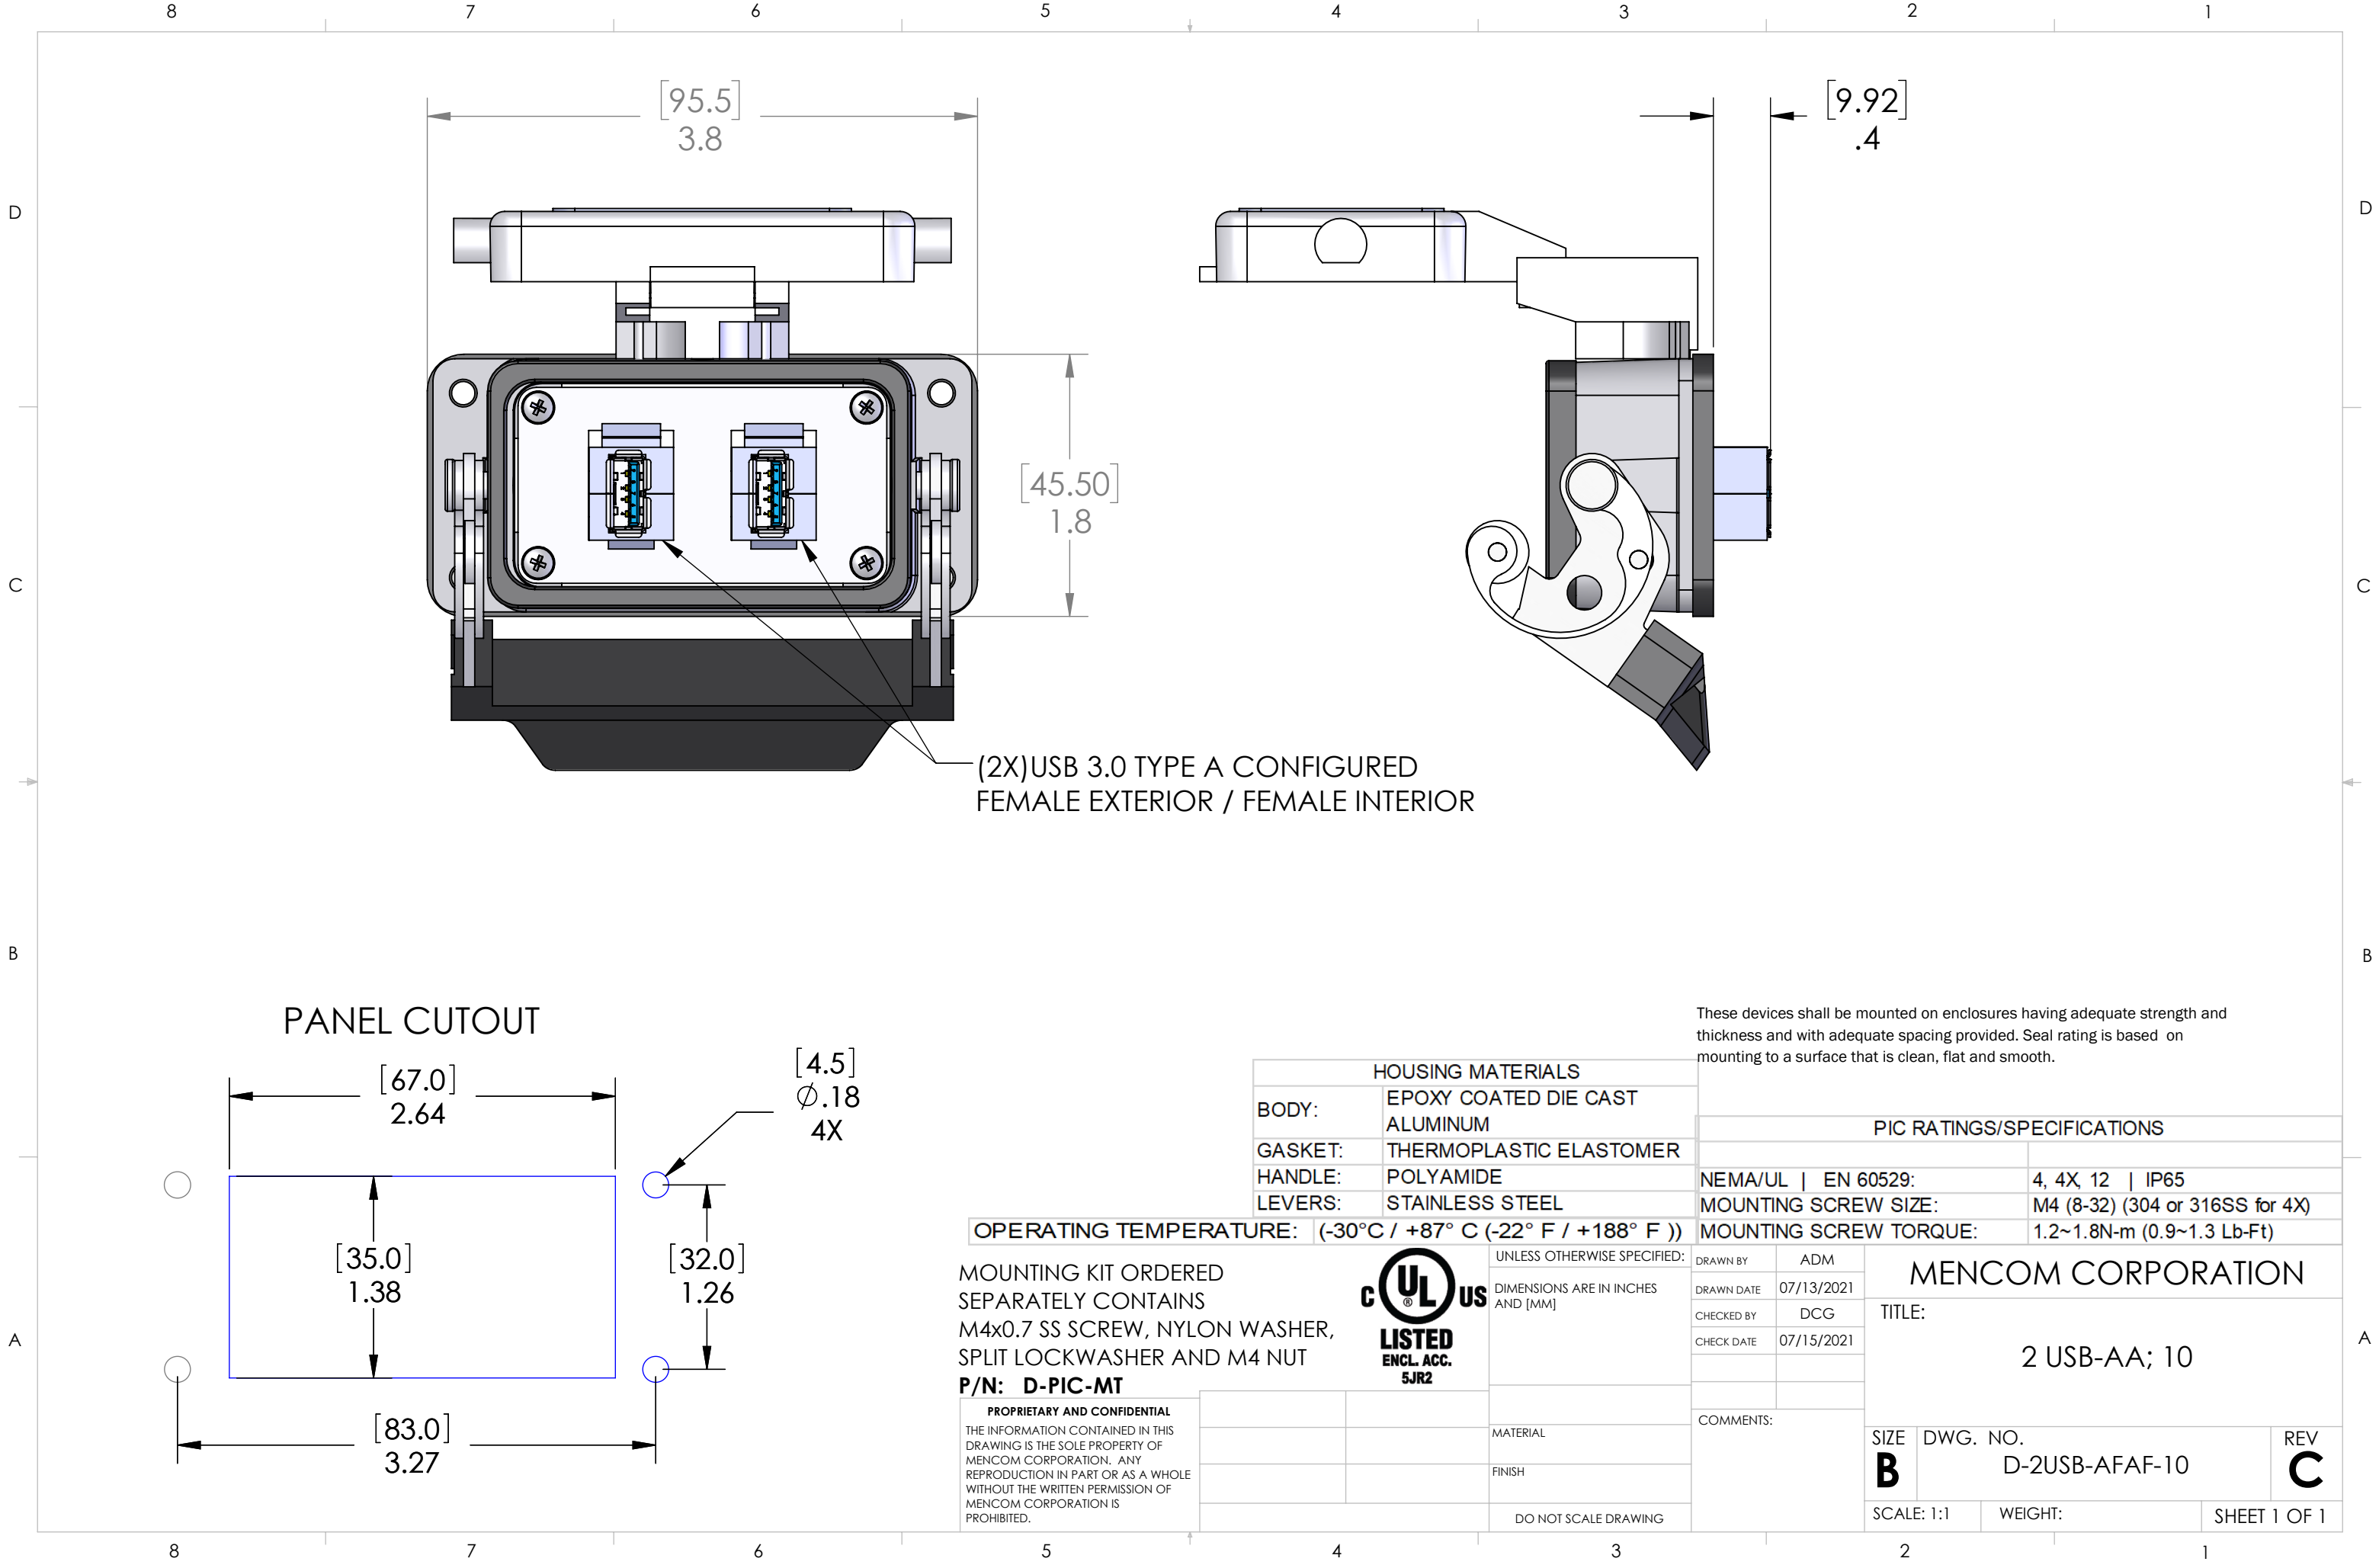 8 7 6 5 4 3 2 1
D D
C C
B B
A A
[95.5]
3.8
[9.92]
.4
[45.50]
1.8
(2X)USB 3.0 TYPE A CONFIGURED
FEMALE EXTERIOR / FEMALE INTERIOR
PANEL CUTOUT
[67.0]
2.64
[4.5]
Ø.18
4X
[35.0]
1.38
[32.0]
1.26
[83.0]
3.27
These devices shall be mounted on enclosures having adequate strength and
thickness and with adequate spacing provided. Seal rating is based on
mounting to a surface that is clean, flat and smooth.
HOUSING MATERIALS
BODY: EPOXY COATED DIE CAST
ALUMINUM
GASKET: THERMOPLASTIC ELASTOMER
HANDLE: POLYAMIDE
LEVERS: STAINLESS STEEL
OPERATING TEMPERATURE: (-30°C / +87° C (-22° F / +188° F ))
PIC RATINGS/SPECIFICATIONS
NEMA/UL | EN 60529: 4, 4X, 12 | IP65
MOUNTING SCREW SIZE: M4 (8-32) (304 or 316SS for 4X)
MOUNTING SCREW TORQUE: 1.2~1.8N-m (0.9~1.3 Lb-Ft)
MOUNTING KIT ORDERED
SEPARATELY CONTAINS
M4x0.7 SS SCREW, NYLON WASHER,
SPLIT LOCKWASHER AND M4 NUT
P/N: D-PIC-MT
C UL ® US
LISTED
ENCL. ACC.
5JR2
PROPRIETARY AND CONFIDENTIAL
THE INFORMATION CONTAINED IN THIS
DRAWING IS THE SOLE PROPERTY OF
MENCOM CORPORATION. ANY
REPRODUCTION IN PART OR AS A WHOLE
WITHOUT THE WRITTEN PERMISSION OF
MENCOM CORPORATION IS
PROHIBITED.
UNLESS OTHERWISE SPECIFIED:
DIMENSIONS ARE IN INCHES
AND [MM]
MATERIAL
FINISH
DO NOT SCALE DRAWING
DRAWN BY ADM
DRAWN DATE 07/13/2021
CHECKED BY DCG
CHECK DATE 07/15/2021
COMMENTS:
MENCOM CORPORATION
TITLE:
2 USB-AA; 10
SIZE DWG. NO. REV
B D-2USB-AFAF-10 C
SCALE: 1:1 WEIGHT: SHEET 1 OF 1
8 7 6 5 4 3 2 1